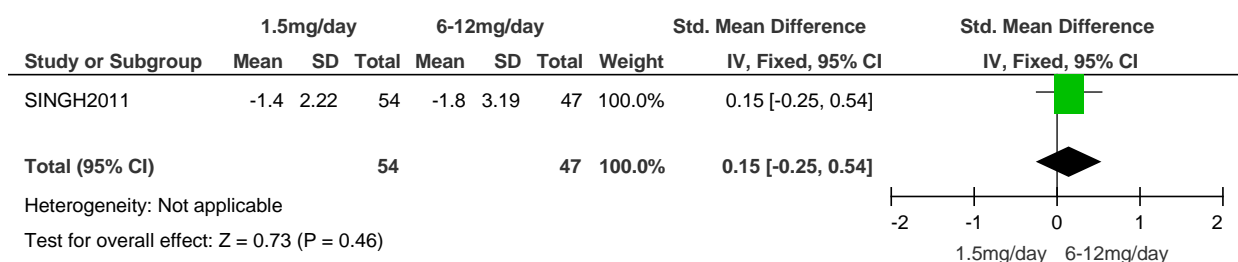 1.5mg/day 6-12mg/day Std. Mean Difference Std. Mean Difference
Study or Subgroup Mean SD Total Mean SD Total Weight IV, Fixed, 95% CI IV, Fixed, 95% CI
SINGH2011 -1.4 2.22 54 -1.8 3.19 47 100.0% 0.15 [-0.25, 0.54]
Total (95% CI) 54 47 100.0% 0.15 [-0.25, 0.54]
Heterogeneity: Not applicable
Test for overall effect: Z = 0.73 (P = 0.46)
-2 -1 0 1 2
1.5mg/day 6-12mg/day